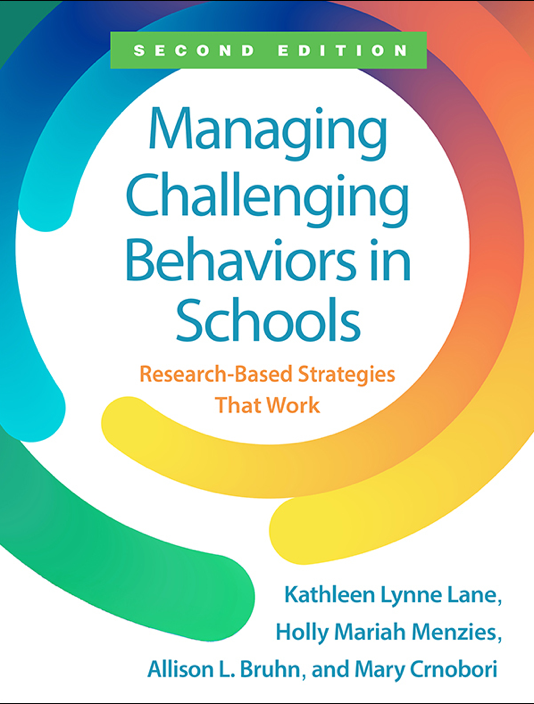 SECOND EDITION
Managing
Challenging
Behaviors in
Schools
Research-Based Strategies
That Work
Kathleen Lynne Lane,
Holly Mariah Menzies,
Allison L. Bruhn, and Mary Crnobori